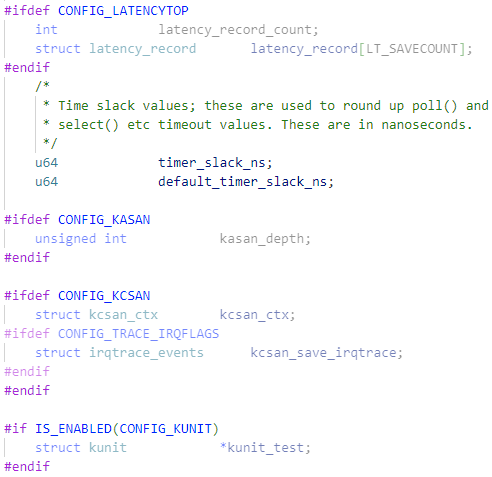 #ifdef CONFIG_LATENCYTOP
int latency_record_count;
struct latency_record latency_record[LT_SAVECOUNT];
#endif
/*
* Time slack values; these are used to round up poll() and
* select() etc timeout values. These are in nanoseconds.
*/
u64 timer_slack_ns;
u64 default_timer_slack_ns;
#ifdef CONFIG_KASAN
unsigned int kasan_depth;
#endif
#ifdef CONFIG_KCSAN
struct kcsan_ctx kcsan_ctx;
#ifdef CONFIG_TRACE_IRQFLAGS
struct irqtrace_events kcsan_save_irqtrace;
#endif
#endif
#if IS_ENABLED(CONFIG_KUNIT)
struct kunit *kunit_test;
#endif